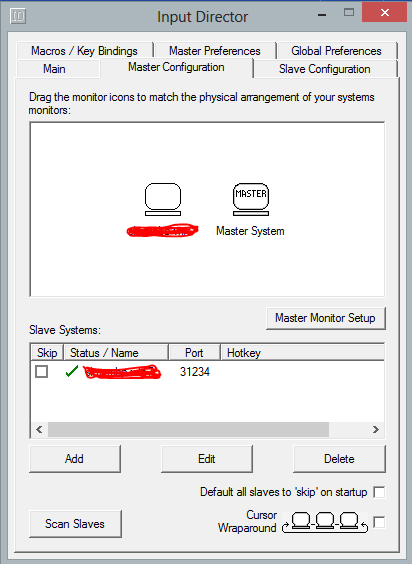 Input Director
Macros / Key Bindings Master Preferences Global Preferences
Main Master Configuration Slave Configuration
Drag the monitor icons to match the physical arrangement of your systems
monitors:
MASTER
Master System
Master Monitor Setup
Slave Systems:
Skip Status / Name Port Hotkey
31234
Add Edit Delete
Default all slaves to 'skip' on startup
Scan Slaves
Cursor
Wraparound